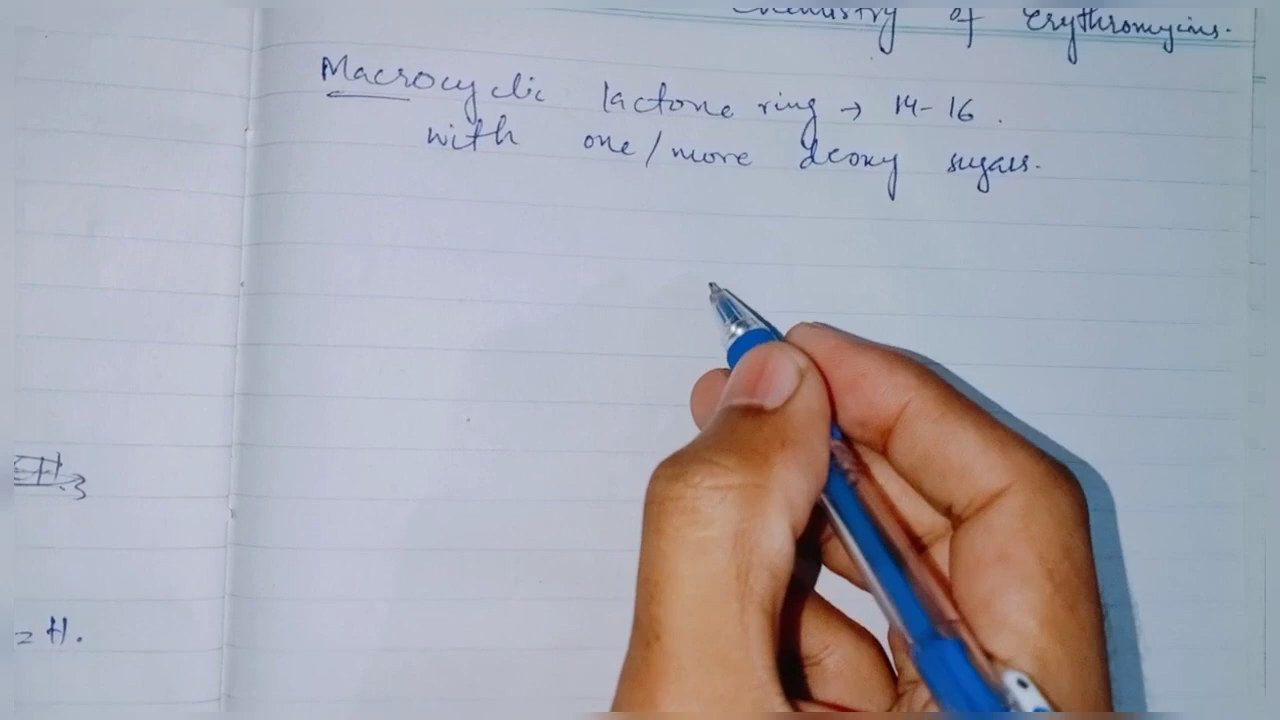 Chemistry of Erythromycins.
Macrocyclic lactone ring → 14-16.
with one/more deoxy sugars.
= H.